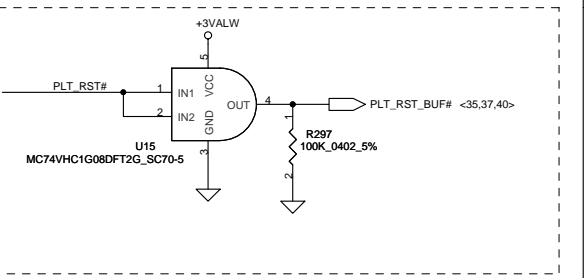 +3VALW
5
PLT_RST#
1
IN1
VCC
2
IN2
GND
OUT
4
PLT_RST_BUF# <35,37,40>
3
U15
MC74VHC1G08DFT2G_SC70-5
1
R297
100K_0402_5%
2